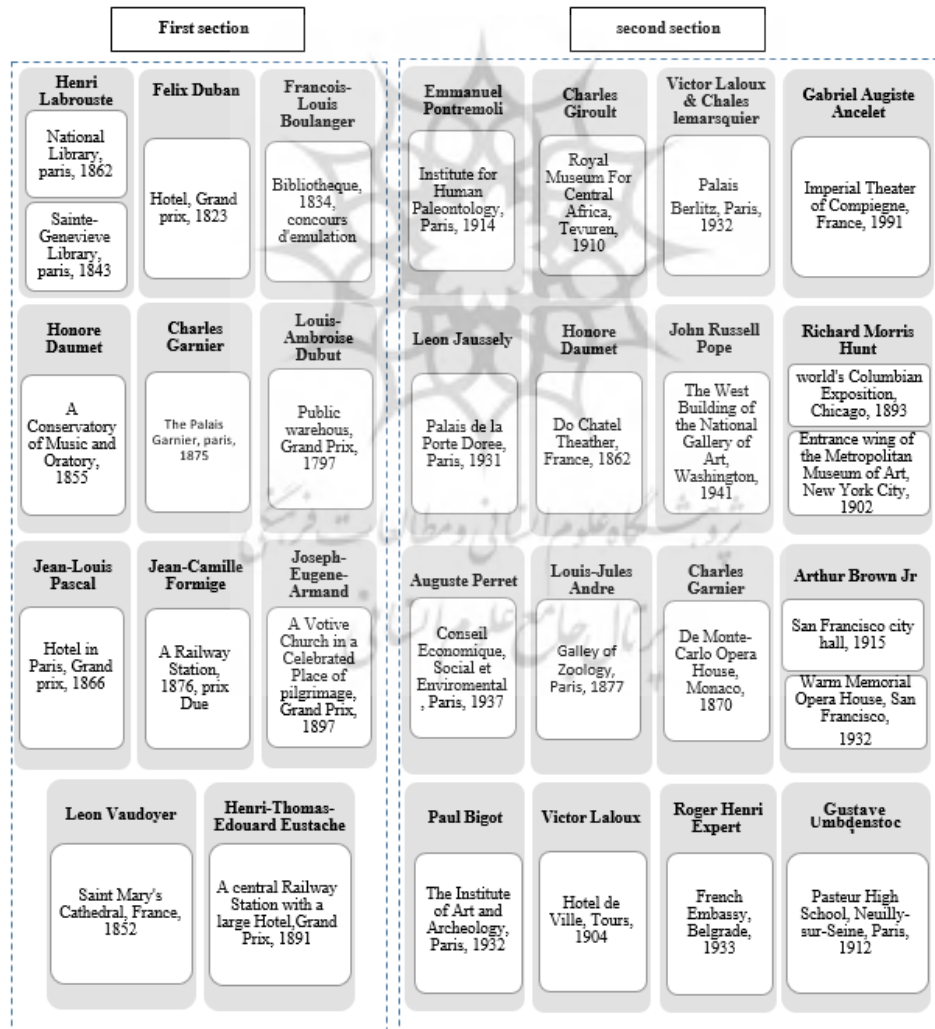 First section
Henri
Labrouste
National
Library,
paris, 1862
Sainte-
Genevieve
Library,
paris, 1843
Felix Duban
Hotel, Grand
prix, 1823
Francois-
Louis
Boulanger
Bibliotheque,
1834,
concours
d'emulation
Honore
Daumet
A
Conservatory
of Music and
Oratory,
1855
Charles
Garnier
The Palais
Garnier, paris,
1875
Louis-
Ambroise
Dubut
Public
warehous,
Grand Prix,
1797
Jean-Louis
Pascal
Hotel in
Paris, Grand
prix, 1866
Jean-Camille
Formige
A Railway
Station,
1876, prix
Due
Joseph-
Eugene-
Armand
A Votive
Church in a
Celebrated
Place of
pilgrimage,
Grand Prix,
1897
Leon Vaudoyer
Saint Mary's
Cathedral, France,
1852
Henri-Thomas-
Edouard Eustache
A central Railway
Station with a
large Hotel,Grand
Prix, 1891
second section
Emmanuel
Pontremoli
Institute for
Human
Paleontology,
Paris, 1914
Charles
Giroult
Royal
Museum For
Central
Africa,
Tevuren,
1910
Victor Laloux
& Chales
lemarsquier
Palais
Berlitz, Paris,
1932
Gabriel Augiste
Ancelet
Imperial Theater
of Compiegne,
France, 1991
Leon Jaussely
Palais de la
Porte Doree,
Paris, 1931
Honore
Daumet
Do Chatel
Theather,
France, 1862
John Russell
Pope
The West
Building of
the National
Gallery of
Art,
Washington,
1941
Richard Morris
Hunt
world's Columbian
Exposition,
Chicago, 1893
Entrance wing of
the Metropolitan
Museum of Art,
New York City,
1902
Auguste Perret
Conseil
Economique,
Social et
Enviromental
, Paris, 1937
Louis-Jules
Andre
Galley of
Zoology,
Paris, 1877
Charles
Garnier
De Monte-
Carlo Opera
House,
Monaco,
1870
Arthur Brown Jr
San Francisco city
hall, 1915
Warm Memorial
Opera House, San
Francisco,
1932
Paul Bigot
The Institute
of Art and
Archeology,
Paris, 1932
Victor Laloux
Hotel de
Ville, Tours,
1904
Roger Henri
Expert
French
Embassy,
Belgrade,
1933
Gustave
Umbdenstoc
Pasteur High
School, Neuilly-
sur-Seine, Paris,
1912
پژوهشگاه علوم انسانی و مطالعات فرهنگی
پرتال جامع علوم انسانی